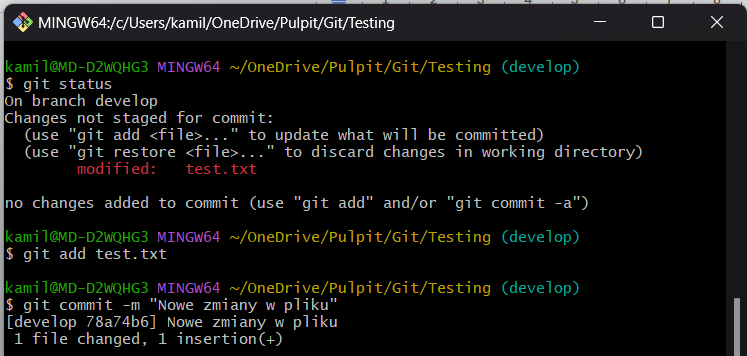 MINGW64:/c/Users/kamil/OneDrive/Pulpit/Git/Testing
kamil@MD-D2WQHG3 MINGW64 ~/OneDrive/Pulpit/Git/Testing (develop)
$ git status
On branch develop
Changes not staged for commit:
  (use "git add <file>..." to update what will be committed)
  (use "git restore <file>..." to discard changes in working directory)
        modified:   test.txt

no changes added to commit (use "git add" and/or "git commit -a")

kamil@MD-D2WQHG3 MINGW64 ~/OneDrive/Pulpit/Git/Testing (develop)
$ git add test.txt

kamil@MD-D2WQHG3 MINGW64 ~/OneDrive/Pulpit/Git/Testing (develop)
$ git commit -m "Nowe zmiany w pliku"
[develop 78a74b6] Nowe zmiany w pliku
 1 file changed, 1 insertion(+)